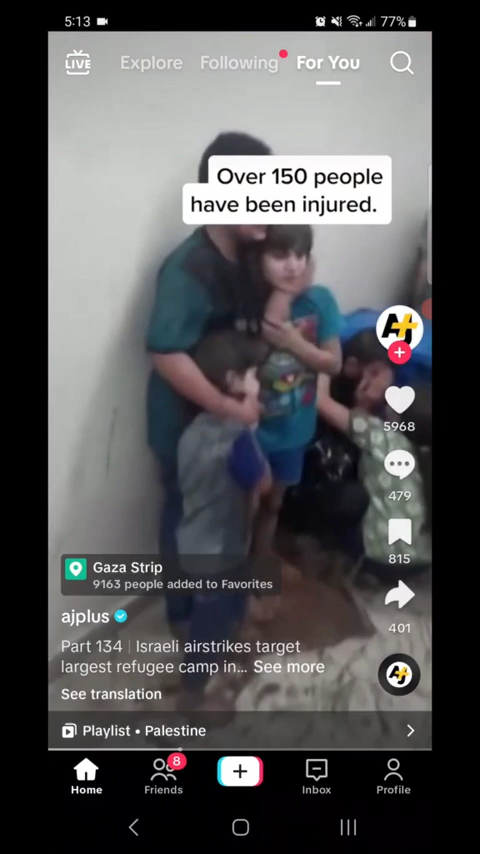 5:13
77%
LIVE
Explore
Following
For You
Over 150 people
have been injured.
AJ+
5968
479
815
401
Gaza Strip
9163 people added to Favorites
ajplus
Part 134 | Israeli airstrikes target
largest refugee camp in... See more
See translation
Playlist • Palestine
8
Home
Friends
Inbox
Profile